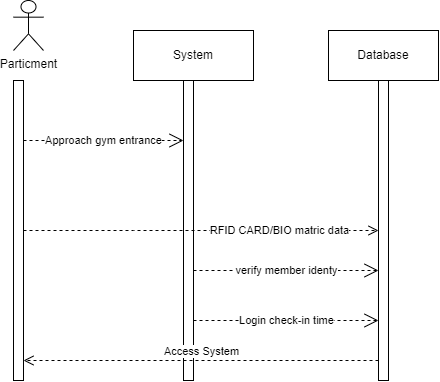 Particment
System
Database
Approach gym entrance
RFID CARD/BIO matric data
verify member identy
Login check-in time
Access System